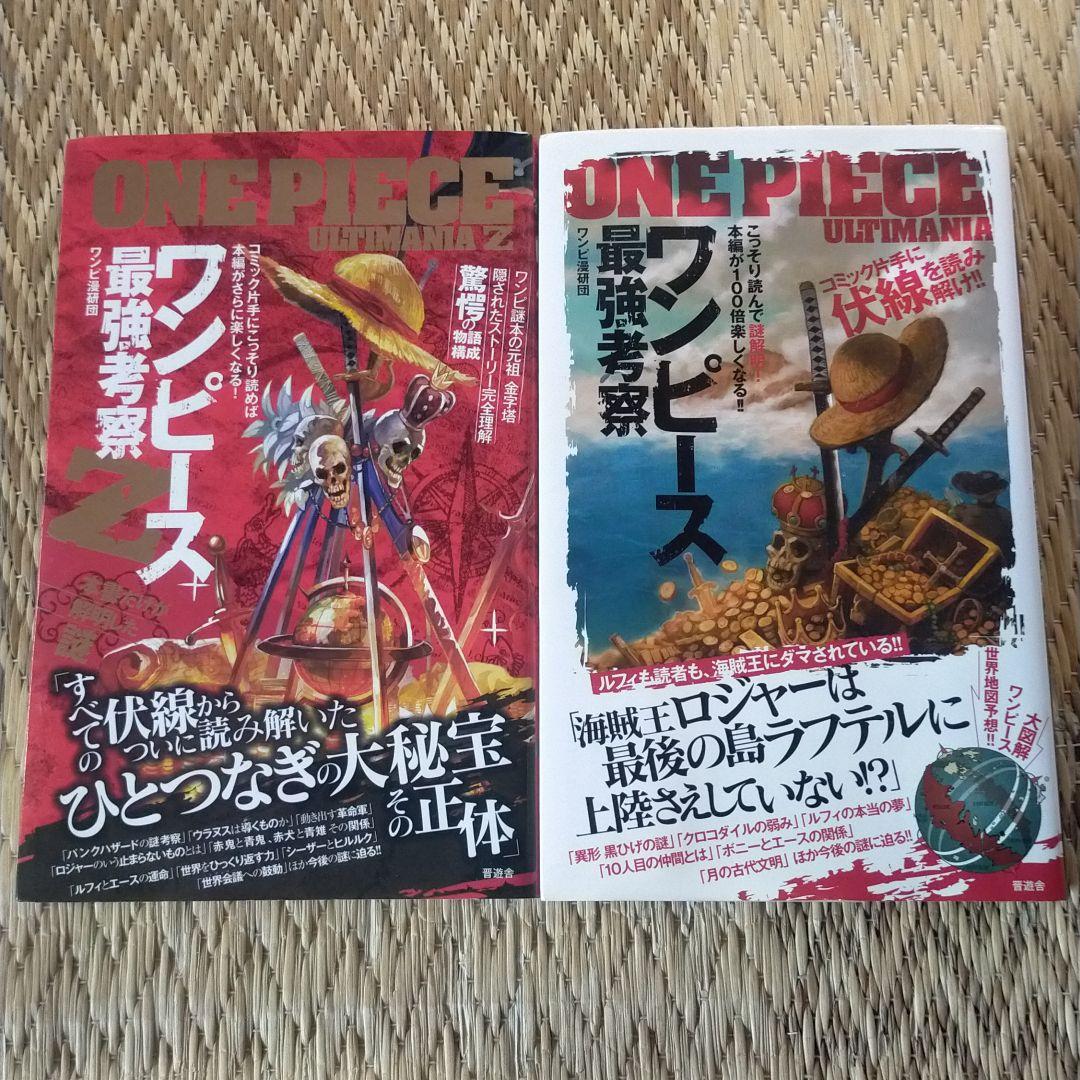 ONE PIECE
ULTIMANIA Z
ワンピース
最強考察
Z
ワンピ漫研団
コミック片手にこっそり読めば
本編がさらに楽しくなる!
ワンピ謎本の元祖 金字塔
隠されたストーリー完全理解
驚愕の物語構成
「すべての伏線から
ついに読み解いた
ひとつなぎの大秘宝
その正体」
「パンクハザードの謎考察」「ウラヌスは導くものか」「動き出す革命軍」
「ロジャーのいう止まらないものとは」「赤鬼と青鬼、赤犬と青雉 その関係」
「ルフィとエースの運命」「世界をひっくり返す力」「シーザーとヒルルク」
「世界会議への鼓動」ほか今後の謎に迫る!!
晋遊舎
ONE PIECE
ULTIMANIA
ワンピース
最強考察
ワンピ漫研団
こっそり読んで謎解明!
本編が100倍楽しくなる!!
コミック片手に
伏線を読み解け!!
ルフィも読者も、海賊王にダマされている!!
「海賊王ロジャーは
最後の島ラフテルに
上陸さえしていない!?」
大図解
ワンピース
世界地図予想!!
「異形 黒ひげの謎」「クロコダイルの弱み」「ルフィの本当の夢」
「10人目の仲間とは」「ボニーとエースの関係」
「月の古代文明」ほか今後の謎に迫る!!
晋遊舎